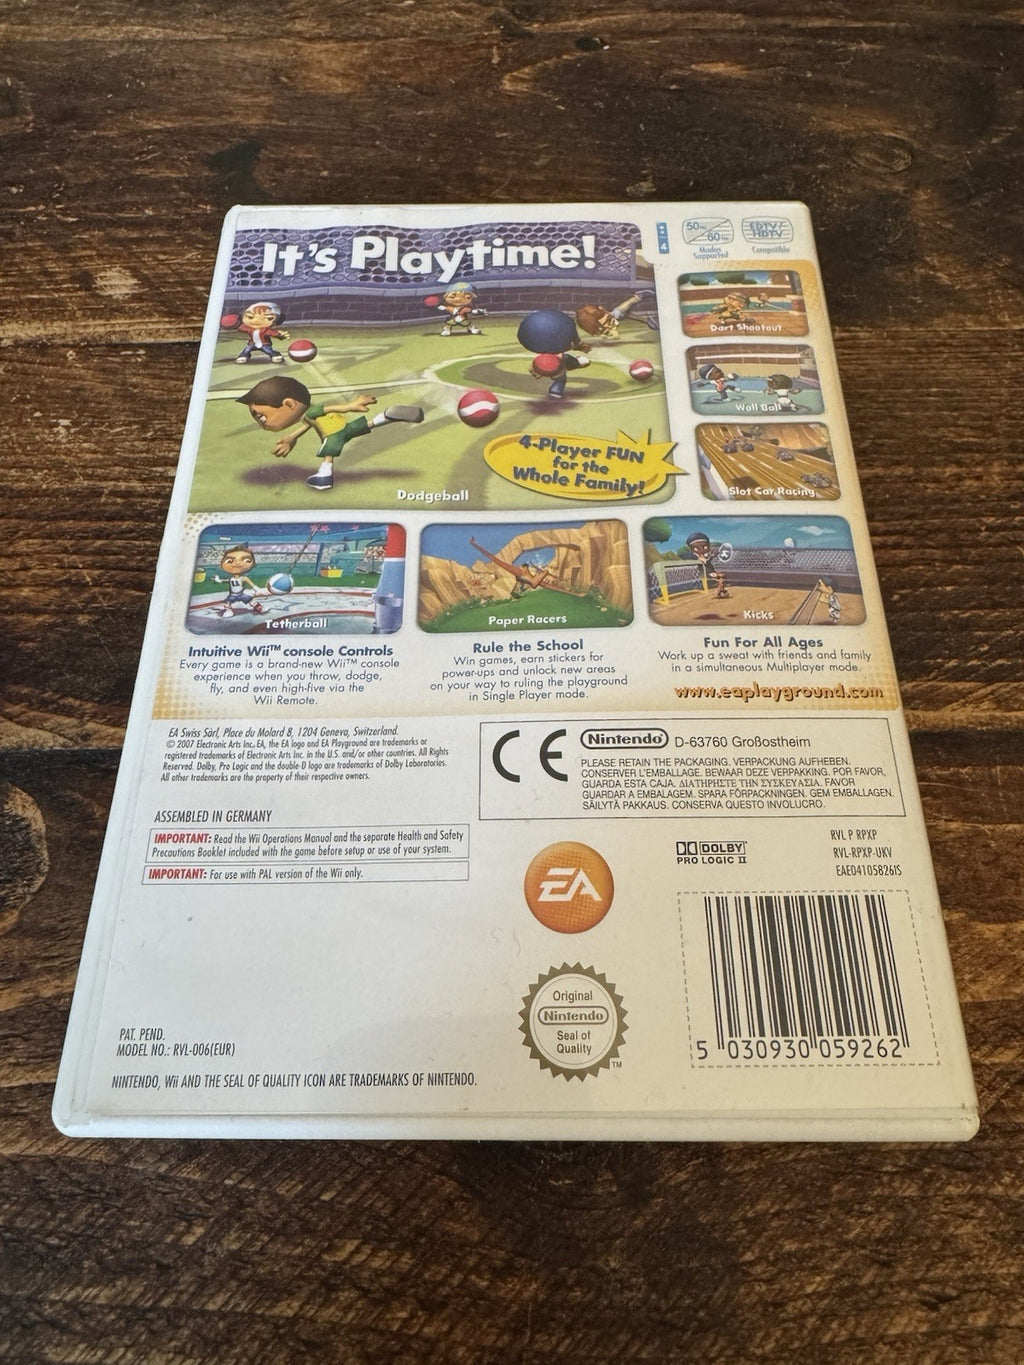 It's Playtime!
1-4
50Hz
60Hz
Modes
Supported
EDTV/
HDTV
Compatible
Dart Shootout
Wall Ball
Slot Car Racing
4-Player FUN
for the
Whole Family!
Dodgeball
Tetherball
Paper Racers
Kicks
Intuitive Wii™ console Controls
Every game is a brand-new Wii™ console
experience when you throw, dodge,
fly, and even high-five via the
Wii Remote.
Rule the School
Win games, earn stickers for
power-ups and unlock new areas
on your way to ruling the playground
in Single Player mode.
Fun For All Ages
Work up a sweat with friends and family
in a simultaneous Multiplayer mode.
www.eaplayground.com
EA Swiss Sàrl, Place du Molard 8, 1204 Geneva, Switzerland.
© 2007 Electronic Arts Inc. EA, the EA logo and EA Playground are trademarks or
registered trademarks of Electronic Arts Inc. in the U.S. and/or other countries. All Rights
Reserved. Dolby, Pro Logic and the double-D logo are trademarks of Dolby Laboratories.
All other trademarks are the property of their respective owners.
ASSEMBLED IN GERMANY
IMPORTANT: Read the Wii Operations Manual and the separate Health and Safety
Precautions Booklet included with the game before setup or use of your system.
IMPORTANT: For use with PAL version of the Wii only.
CE
Nintendo D-63760 Großostheim
PLEASE RETAIN THE PACKAGING. VERPACKUNG AUFHEBEN.
CONSERVER L'EMBALLAGE. BEWAAR DEZE VERPAKKING. POR FAVOR,
GUARDA ESTA CAJA. ΔΙΑΤΗΡΗΣΤΕ ΤΗΝ ΣΥΣΚΕΥΑΣΙΑ. FAVOR
GUARDAR A EMBALAGEM. SPARA FÖRPACKNINGEN. GEM EMBALLAGEN.
SÄILYTÄ PAKKAUS. CONSERVA QUESTO INVOLUCRO.
EA
DOLBY
PRO LOGIC II
RVL P RPXP
RVL-RPXP-UKV
EAE04105826IS
Original
Nintendo
Seal of
Quality
TM
5 030930 059262
PAT. PEND.
MODEL NO.: RVL-006(EUR)
NINTENDO, Wii AND THE SEAL OF QUALITY ICON ARE TRADEMARKS OF NINTENDO.